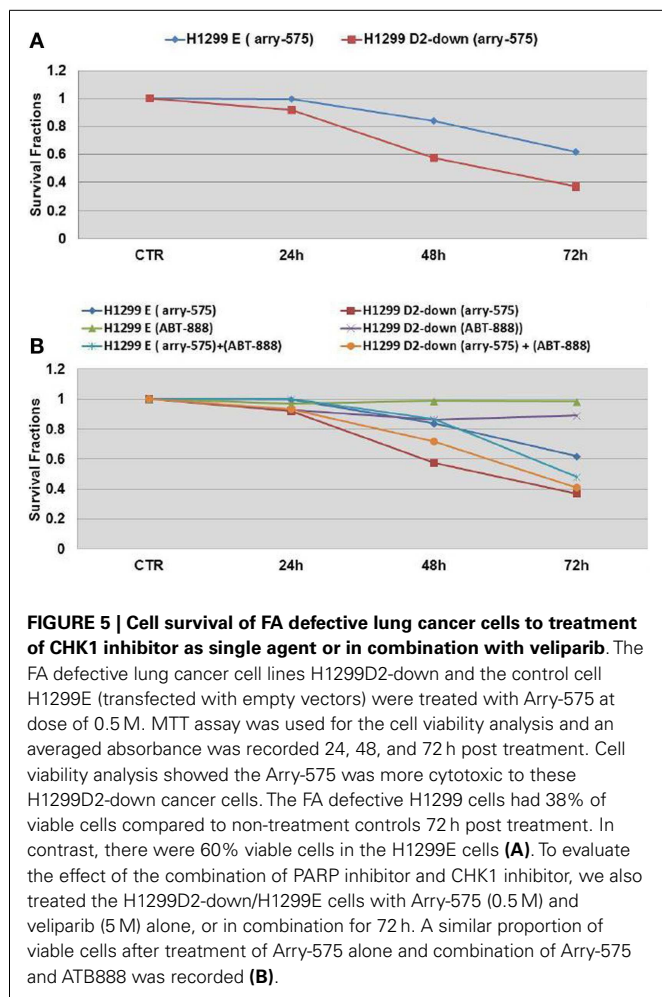 A
H1299 E ( arry-575) H1299 D2-down (arry-575)
1.2
1
0.8
0.6
0.4
0.2
0
Survival Fractions
CTR 24h 48h 72h
H1299 E ( arry-575) H1299 D2-down (arry-575)
H1299 E (ABT-888) H1299 D2-down (ABT-888))
H1299 E ( arry-575)+(ABT-888) H1299 D2-down (arry-575) + (ABT-888)
B
1.2
1
0.8
0.6
0.4
0.2
0
Survival Fractions
CTR 24h 48h 72h
FIGURE 5 | Cell survival of FA defective lung cancer cells to treatment
of CHK1 inhibitor as single agent or in combination with veliparib. The
FA defective lung cancer cell lines H1299D2-down and the control cell
H1299E (transfected with empty vectors) were treated with Arry-575 at
dose of 0.5 M. MTT assay was used for the cell viability analysis and an
averaged absorbance was recorded 24, 48, and 72 h post treatment. Cell
viability analysis showed the Arry-575 was more cytotoxic to these
H1299D2-down cancer cells. The FA defective H1299 cells had 38% of
viable cells compared to non-treatment controls 72 h post treatment. In
contrast, there were 60% viable cells in the H1299E cells (A). To evaluate
the effect of the combination of PARP inhibitor and CHK1 inhibitor, we also
treated the H1299D2-down/H1299E cells with Arry-575 (0.5 M) and
veliparib (5 M) alone, or in combination for 72 h. A similar proportion of
viable cells after treatment of Arry-575 alone and combination of Arry-575
and ATB888 was recorded (B).